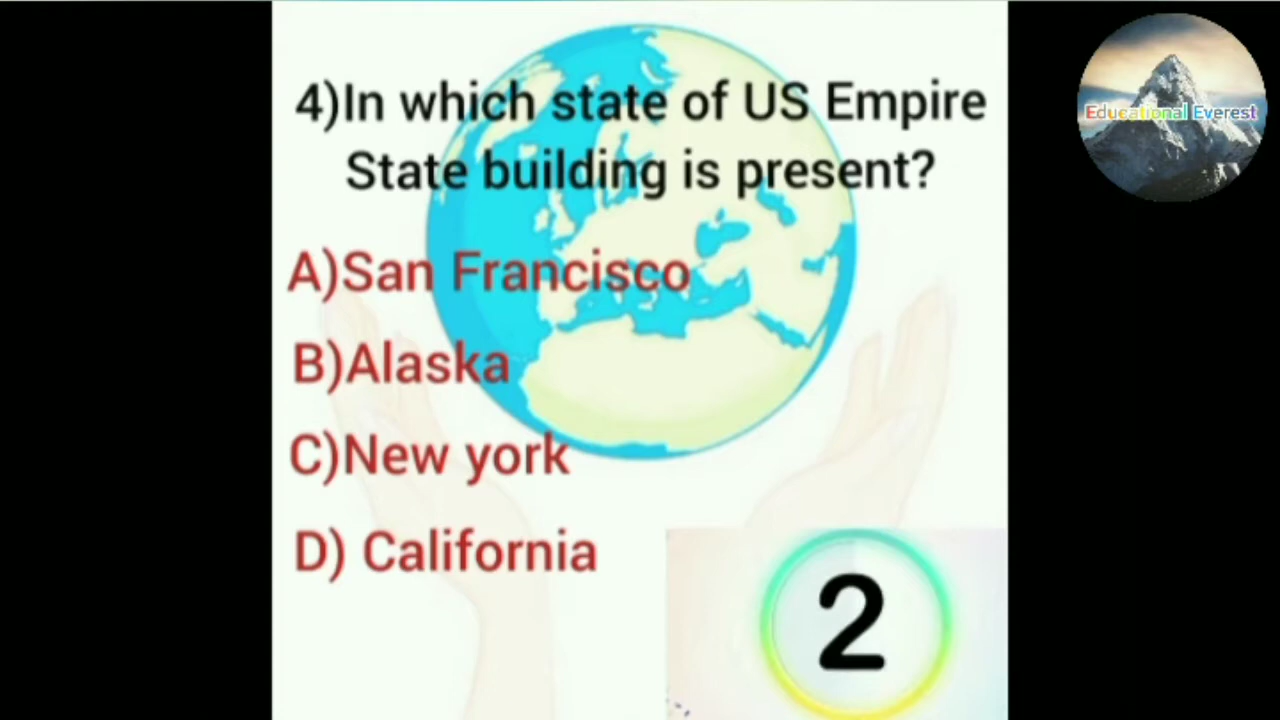 4)In which state of US Empire
State building is present?
A)San Francisco
B)Alaska
C)New york
D) California
2
Educational Everest